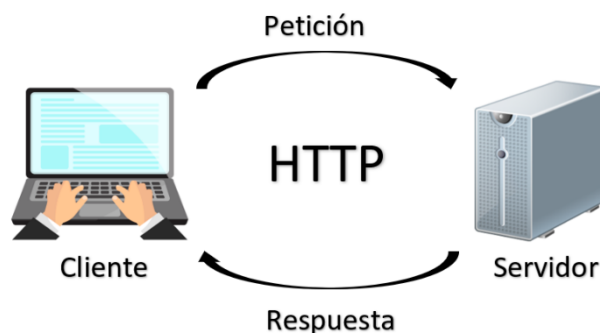 Petición
HTTP
Cliente
Servidor
Respuesta